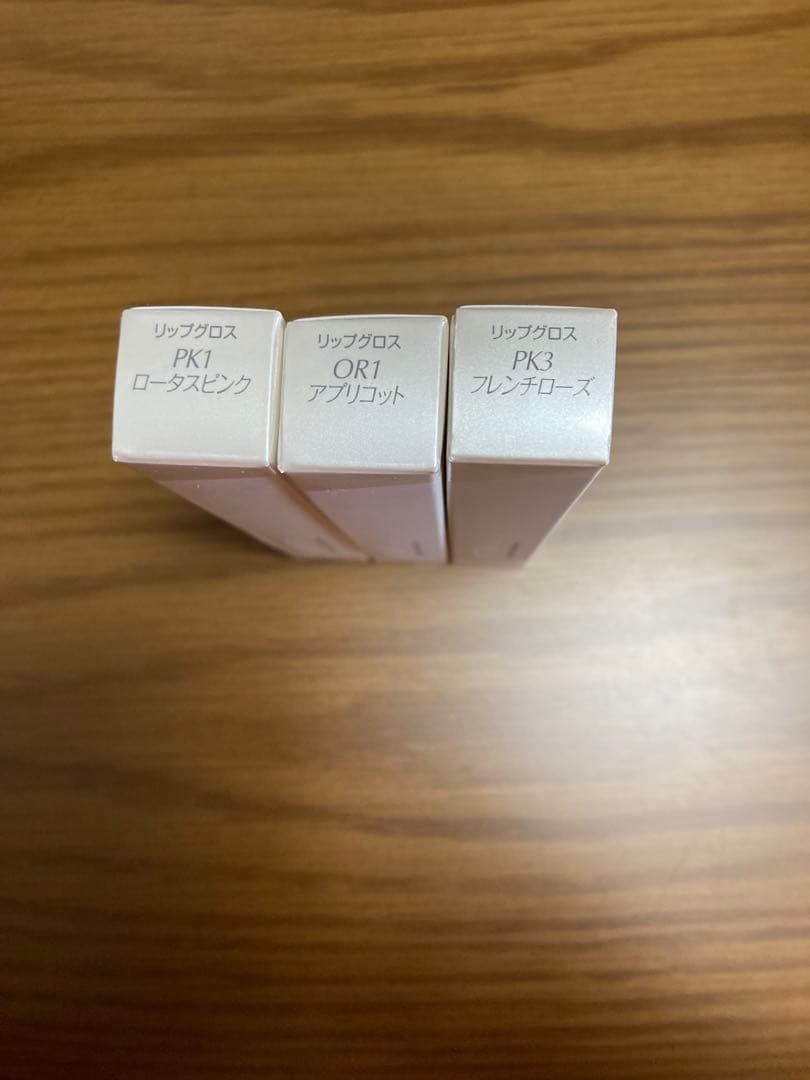 リップグロス
PK1
ロータスピンク
リップグロス
OR1
アプリコット
リップグロス
PK3
フレンチローズ